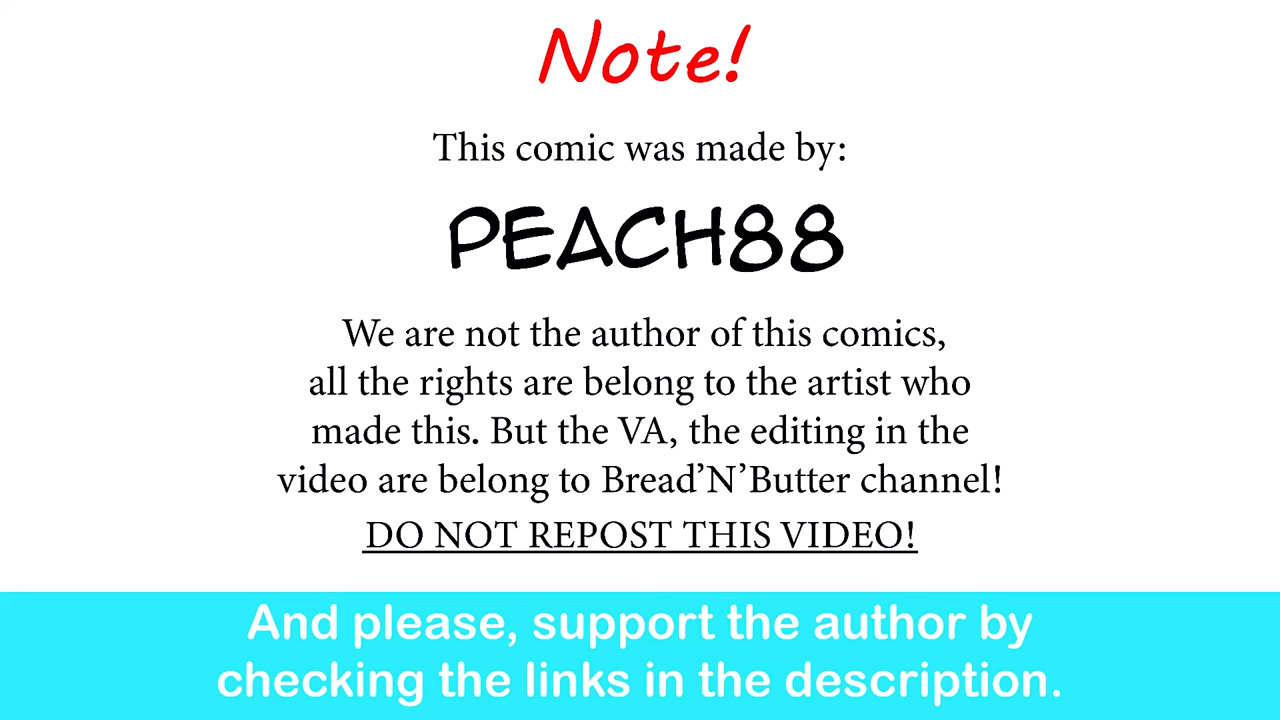 Note!
This comic was made by:
PEACH88
We are not the author of this comics,
all the rights are belong to the artist who
made this. But the VA, the editing in the
video are belong to Bread’N’Butter channel!
DO NOT REPOST THIS VIDEO!
And please, support the author by
checking the links in the description.